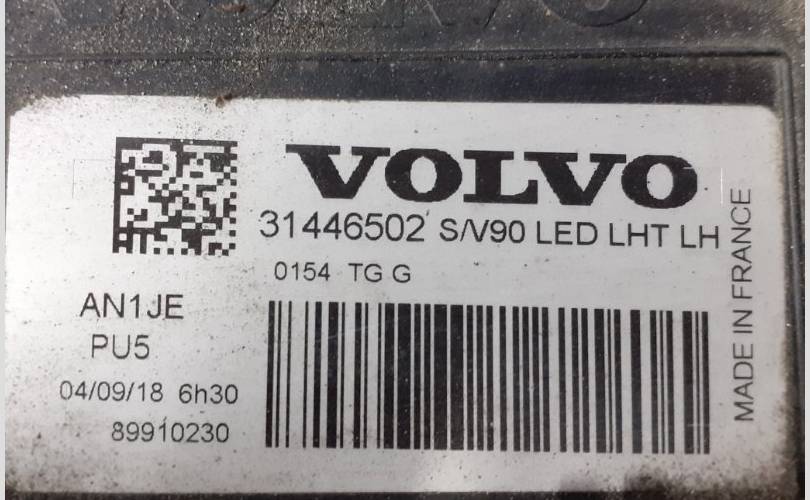 VOLVO
31446502 S/V90 LED LHT LH
0154 TG G
AN1JE
PU5
04/09/18 6h30
89910230
MADE IN FRANCE